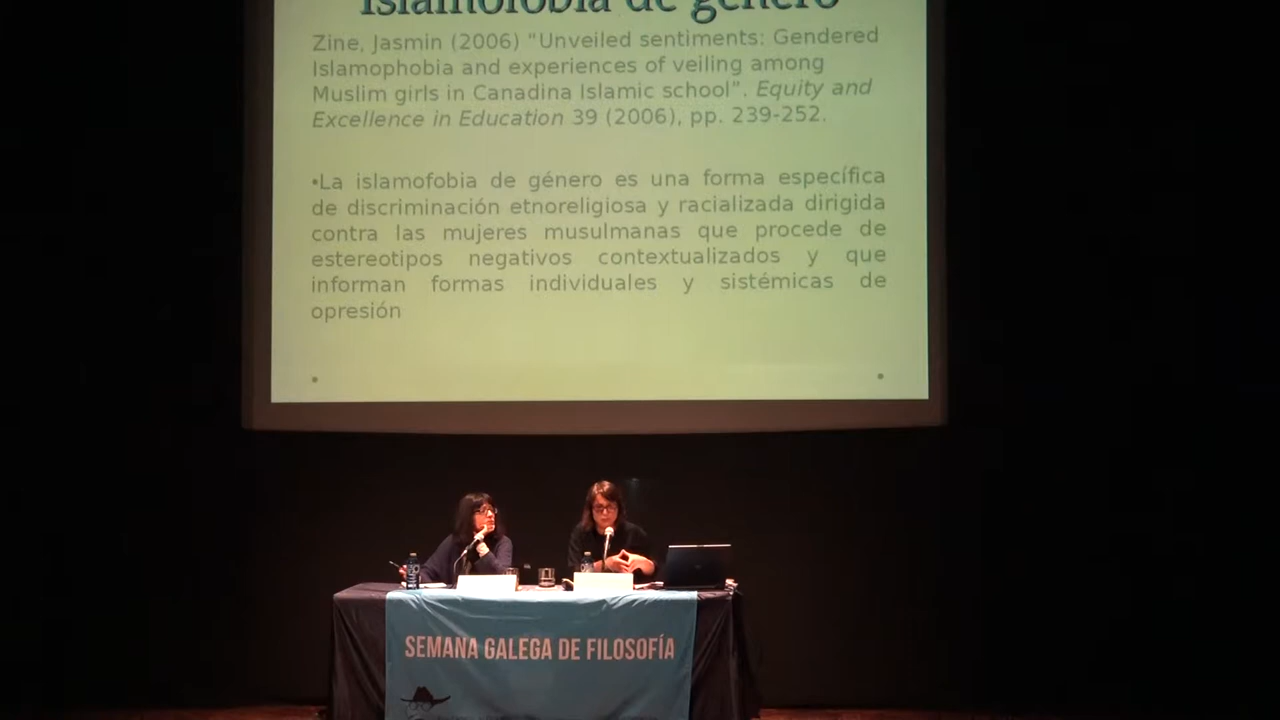 Islamofobia de género
Zine, Jasmin (2006) "Unveiled sentiments: Gendered
Islamophobia and experiences of veiling among
Muslim girls in Canadina Islamic school". Equity and
Excellence in Education 39 (2006), pp. 239-252.
•La islamofobia de género es una forma específica
de discriminación etnoreligiosa y racializada dirigida
contra las mujeres musulmanas que procede de
estereotipos negativos contextualizados y que
informan formas individuales y sistémicas de
opresión
SEMANA GALEGA DE FILOSOFÍA